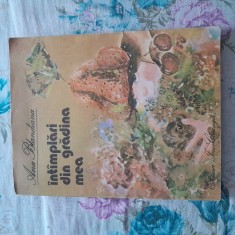 Ana Blandiana
întîmplări
din grădina
mea